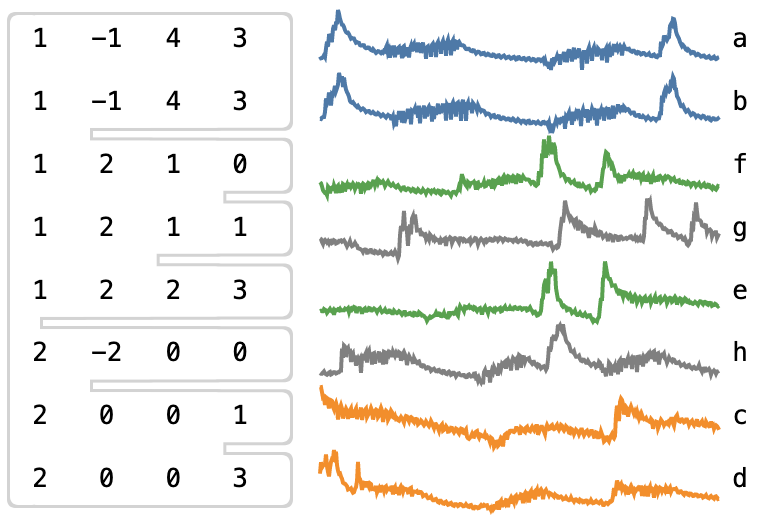 1 −1 4 3 a
1 −1 4 3 b
1 2 1 0 f
1 2 1 1 g
1 2 2 3 e
2 −2 0 0 h
2 0 0 1 c
2 0 0 3 d